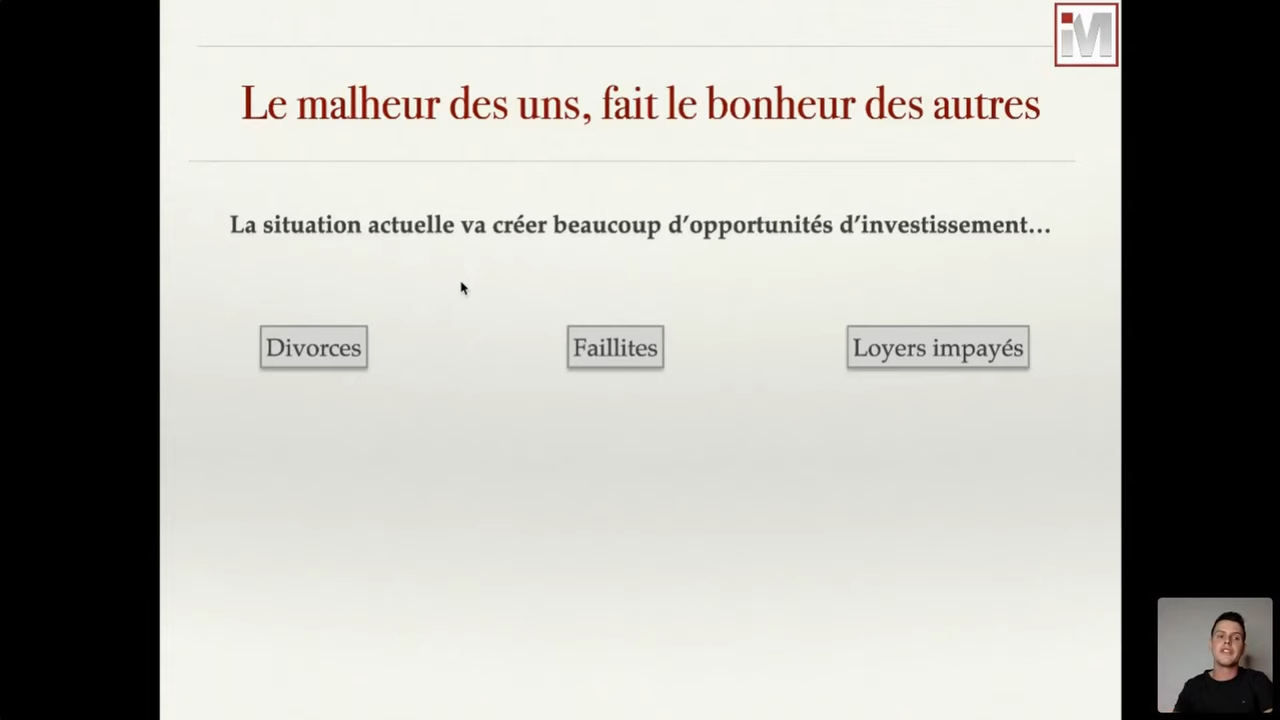 iM
Le malheur des uns, fait le bonheur des autres
La situation actuelle va créer beaucoup d’opportunités d’investissement…
Divorces
Faillites
Loyers impayés